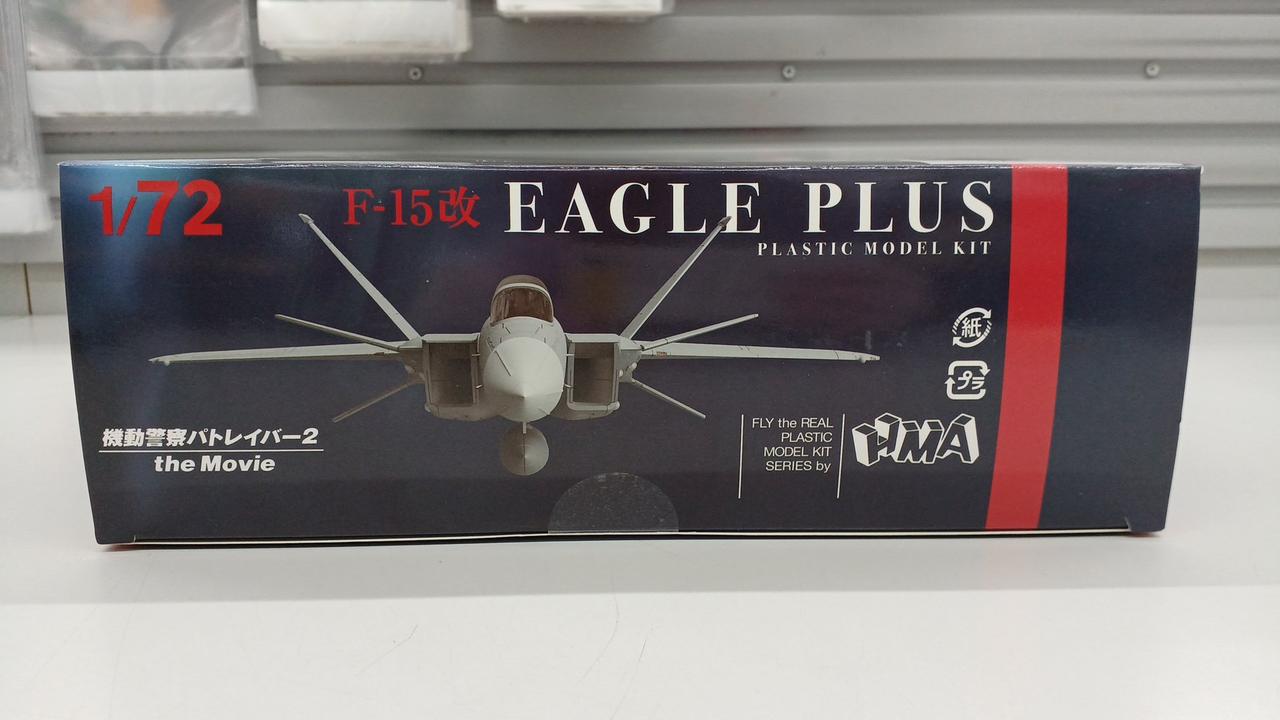 1/72
F-15改 EAGLE PLUS
PLASTIC MODEL KIT
紙
プラ
機動警察パトレイバー2
the Movie
FLY the REAL
PLASTIC
MODEL KIT
SERIES by
HMA